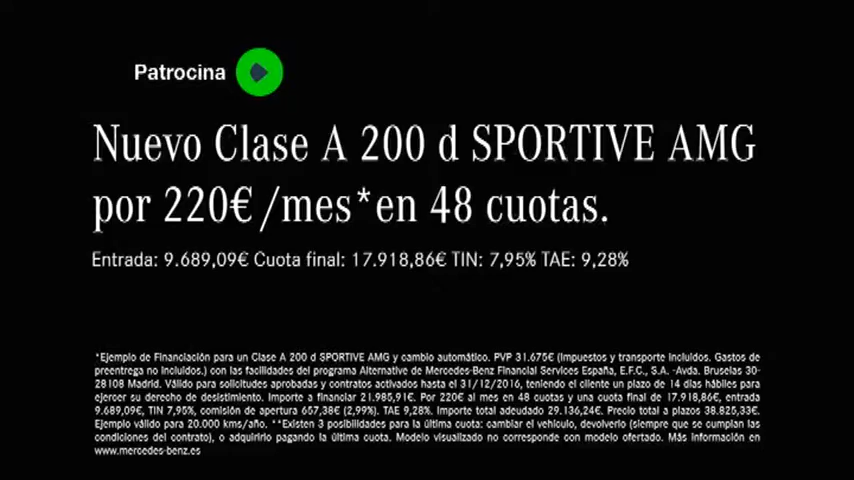 Patrocina
Nuevo Clase A 200 d SPORTIVE AMG
por 220€/mes*en 48 cuotas.
Entrada: 9.689,09€ Cuota final: 17.918,86€ TIN: 7,95% TAE: 9,28%
*Ejemplo de Financiación para un Clase A 200 d SPORTIVE AMG y cambio automático. PVP 31.675€ (Impuestos y transporte incluidos. Gastos de
preentrega no incluidos.) con las facilidades del programa Alternative de Mercedes-Benz Financial Services España, E.F.C., S.A. -Avda. Bruselas 30-
28108 Madrid. Válido para solicitudes aprobadas y contratos activados hasta el 31/12/2016, teniendo el cliente un plazo de 14 días hábiles para
ejercer su derecho de desistimiento. Importe a financiar 21.985,91€. Por 220€ al mes en 48 cuotas y una cuota final de 17.918,86€, entrada
9.689,09€, TIN 7,95%, comisión de apertura 657,38€ (2,99%). TAE 9,28%. Importe total adeudado 29.136,24€. Precio total a plazos 38.825,33€.
Ejemplo válido para 20.000 kms/año. **Existen 3 posibilidades para la última cuota: cambiar el vehículo, devolverlo (siempre que se cumplan las
condiciones del contrato), o adquirirlo pagando la última cuota. Modelo visualizado no corresponde con modelo ofertado. Más información en
www.mercedes-benz.es